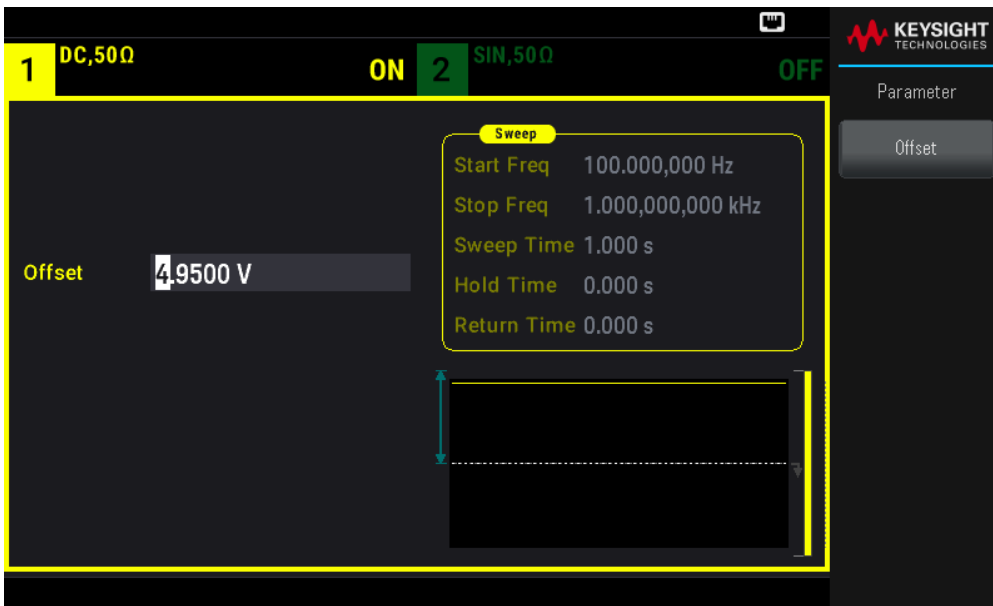 KEYSIGHT
TECHNOLOGIES
1 DC,50Ω ON 2 SIN,50Ω OFF
Parameter
Offset
Sweep
Start Freq 100.000,000 Hz
Stop Freq 1.000,000,000 kHz
Sweep Time 1.000 s
Offset 4.9500 V
Hold Time 0.000 s
Return Time 0.000 s